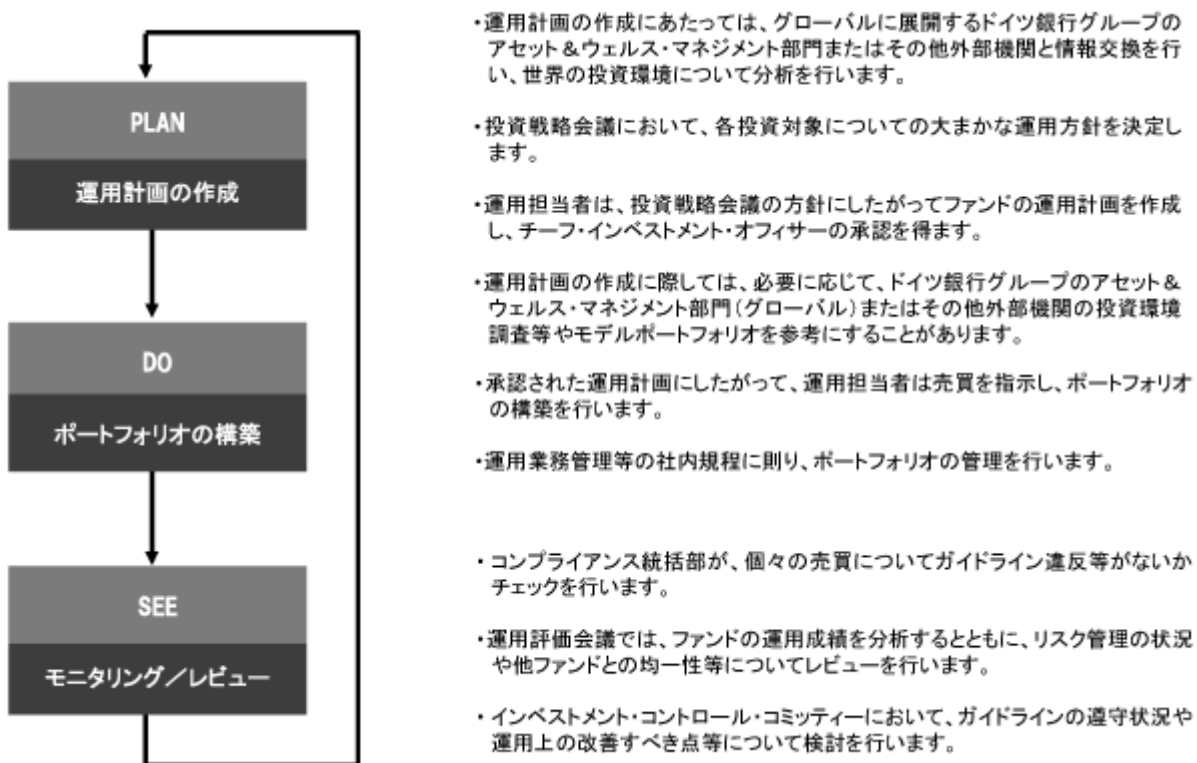 PLAN
運用計画の作成
・運用計画の作成にあたっては、グローバルに展開するドイツ銀行グループの
アセット＆ウェルス・マネジメント部門またはその他外部機関と情報交換を行
い、世界の投資環境について分析を行います。
・投資戦略会議において、各投資対象についての大まかな運用方針を決定し
ます。
・運用担当者は、投資戦略会議の方針にしたがってファンドの運用計画を作成
し、チーフ・インベストメント・オフィサーの承認を得ます。
・運用計画の作成に際しては、必要に応じて、ドイツ銀行グループのアセット＆
ウェルス・マネジメント部門（グローバル）またはその他外部機関の投資環境
調査等やモデルポートフォリオを参考にすることがあります。
DO
ポートフォリオの構築
・承認された運用計画にしたがって、運用担当者は売買を指示し、ポートフォリオ
の構築を行います。
・運用業務管理等の社内規程に則り、ポートフォリオの管理を行います。
SEE
モニタリング／レビュー
・コンプライアンス統括部が、個々の売買についてガイドライン違反等がないか
チェックを行います。
・運用評価会議では、ファンドの運用成績を分析するとともに、リスク管理の状況
や他ファンドとの均一性等についてレビューを行います。
・インベストメント・コントロール・コミッティーにおいて、ガイドラインの遵守状況や
運用上の改善すべき点等について検討を行います。